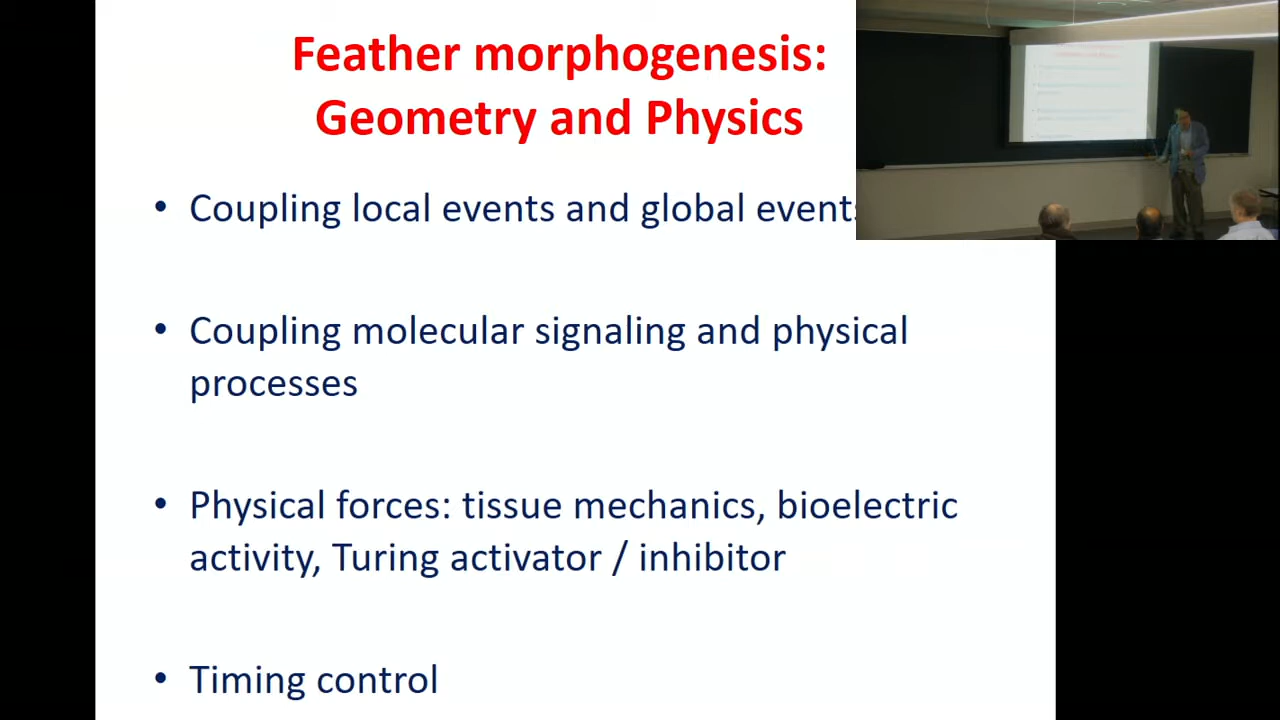 Feather morphogenesis:
Geometry and Physics
• Coupling local events and global events
• Coupling molecular signaling and physical
processes
• Physical forces: tissue mechanics, bioelectric
activity, Turing activator / inhibitor
• Timing control